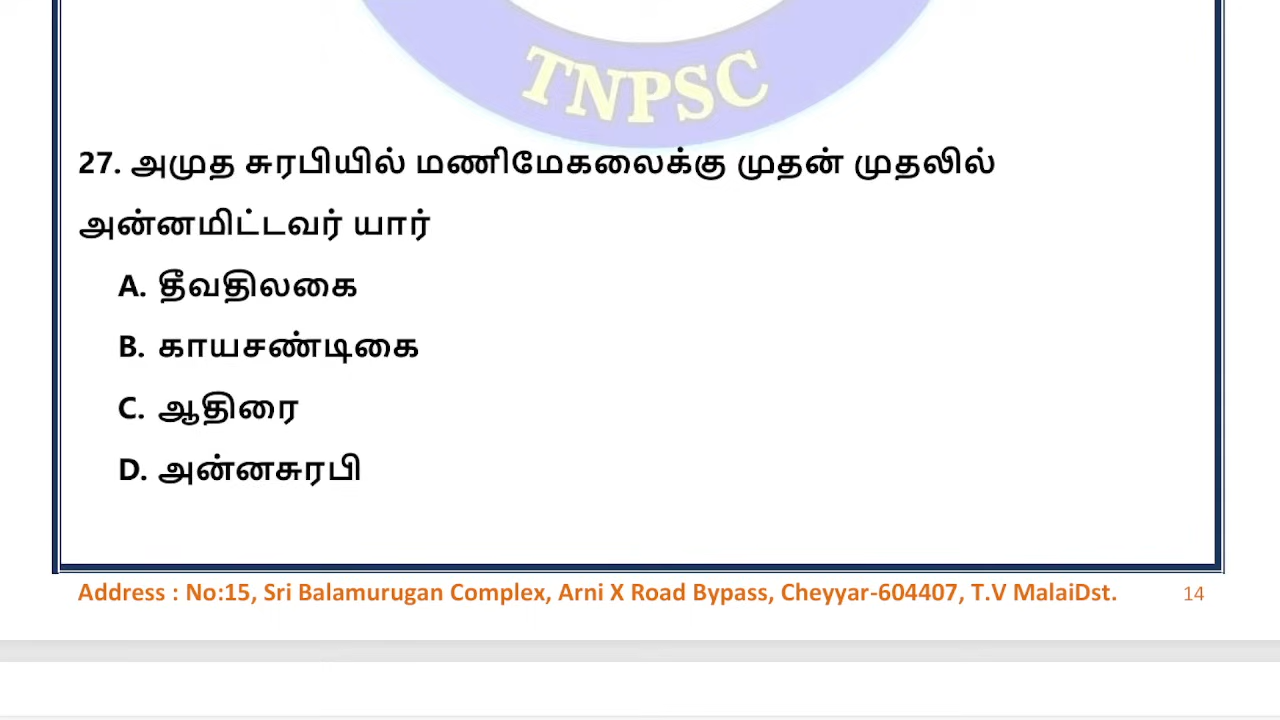 TNPSC
27. அமுத சுரபியில் மணிமேகலைக்கு முதன் முதலில்
அன்னமிட்டவர் யார்
A. தீவதிலகை
B. காயசண்டிகை
C. ஆதிரை
D. அன்னசுரபி
Address : No:15, Sri Balamurugan Complex, Arni X Road Bypass, Cheyyar-604407, T.V MalaiDst. 14